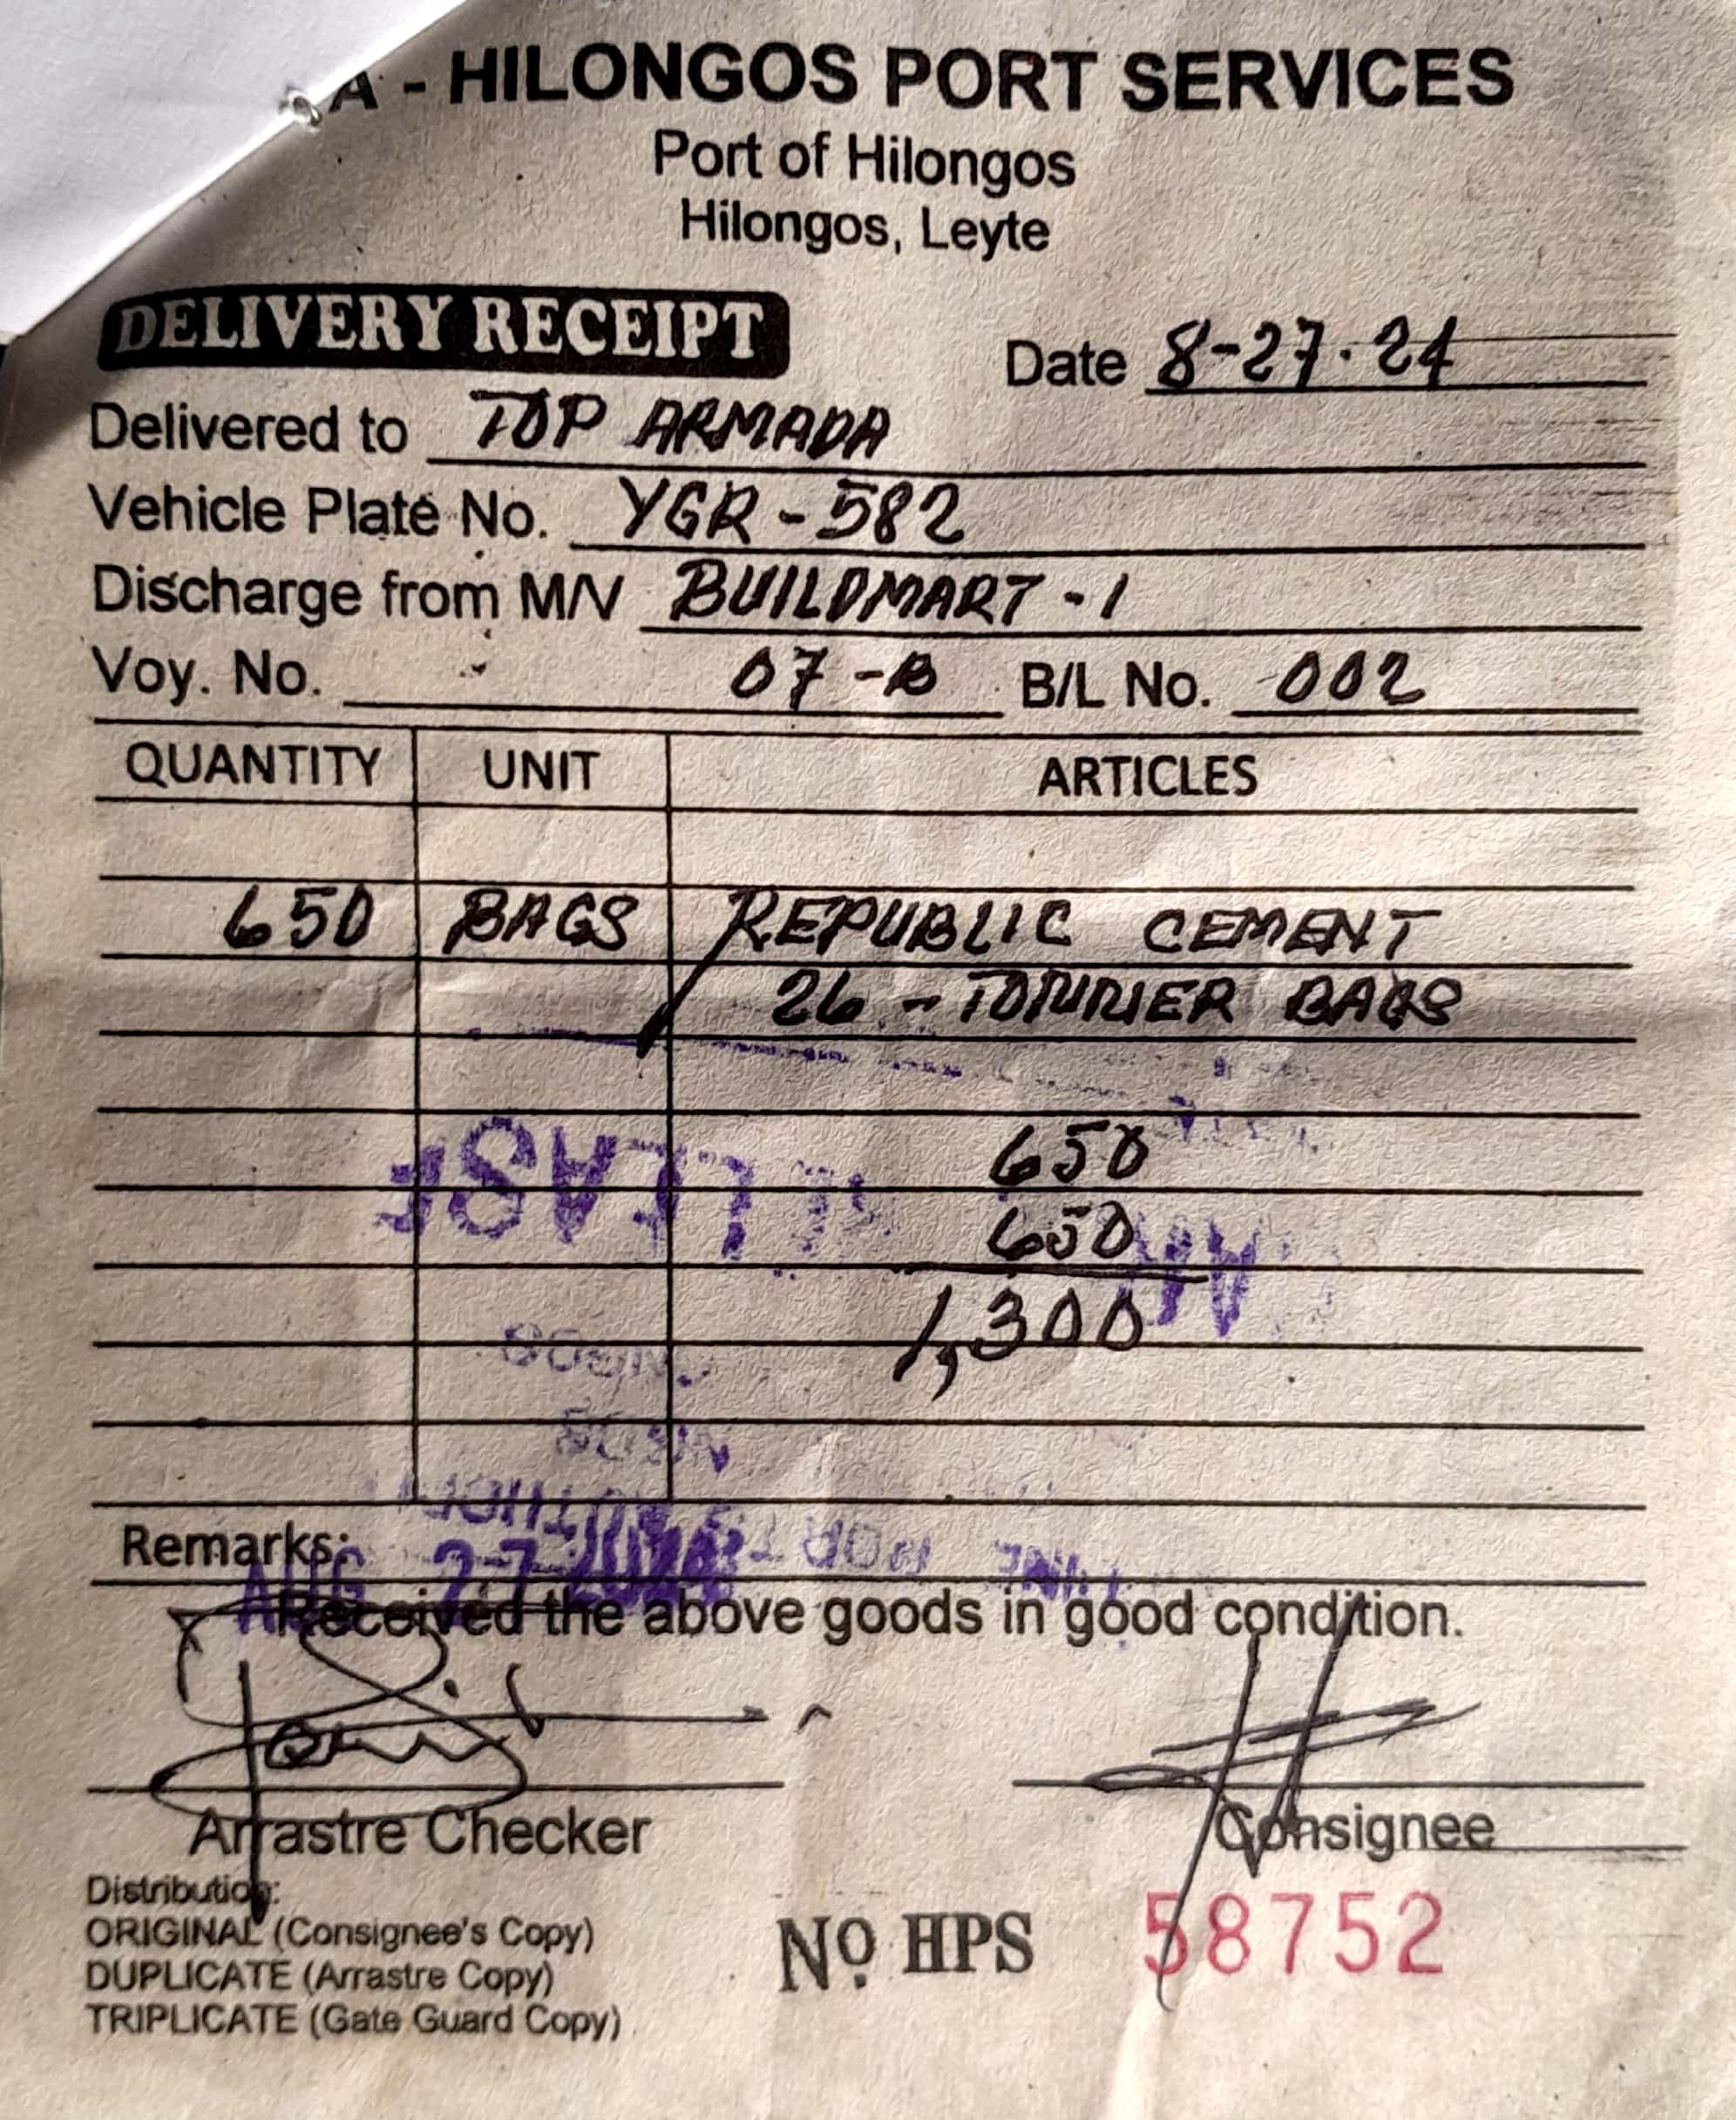 A - HILONGOS PORT SERVICES
Port of Hilongos
Hilongos, Leyte
DELIVERY RECEIPT
Date 8-27-24
Delivered to TOP ARMADA
Vehicle Plate No. YGR-582
Discharge from M/V BUILDMART-1
Voy. No. 07-B B/L No. 002
QUANTITY UNIT ARTICLES
650 BAGS REPUBLIC CEMENT
26 - TONNER BAGS
650
650
1,300
Remarks:
AUG 27 2024
Received the above goods in good condition.
Arrastre Checker
Consignee
Distribution:
ORIGINAL (Consignee's Copy)
DUPLICATE (Arrastre Copy)
TRIPLICATE (Gate Guard Copy)
No HPS 58752